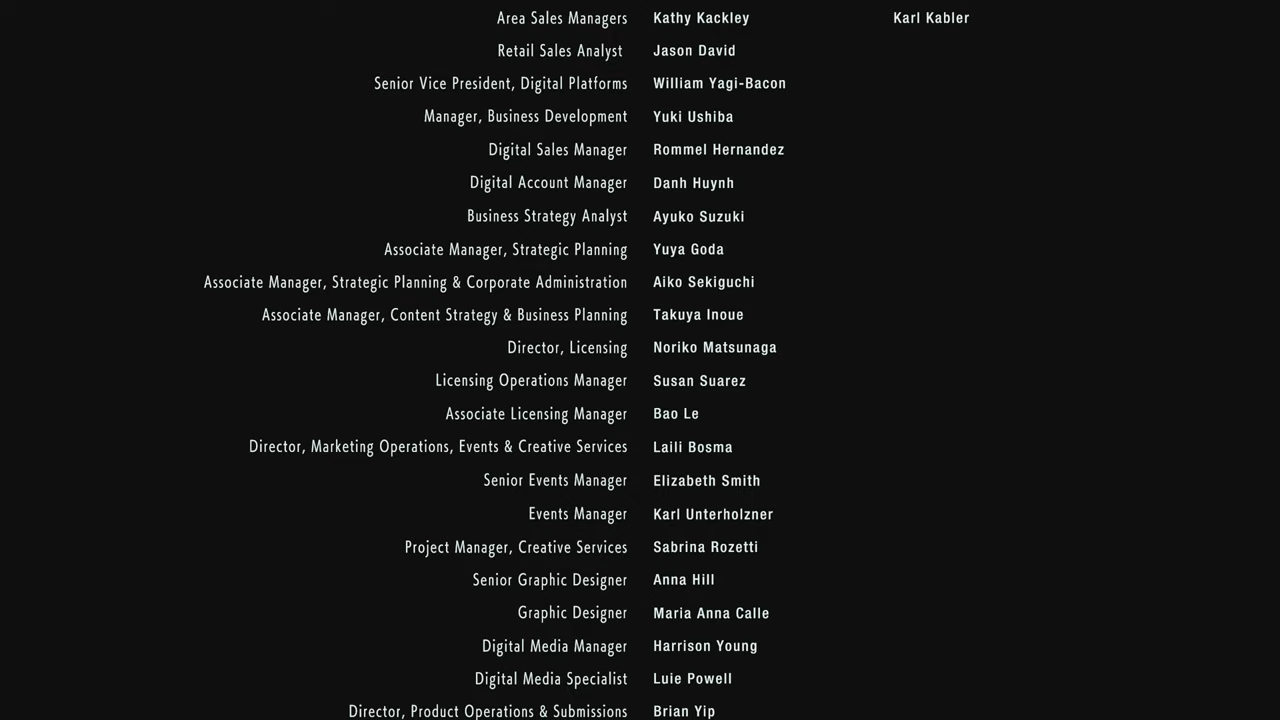 Area Sales Managers Kathy Kackley Karl Kabler
Retail Sales Analyst Jason David
Senior Vice President, Digital Platforms William Yagi-Bacon
Manager, Business Development Yuki Ushiba
Digital Sales Manager Rommel Hernandez
Digital Account Manager Danh Huynh
Business Strategy Analyst Ayuko Suzuki
Associate Manager, Strategic Planning Yuya Goda
Associate Manager, Strategic Planning & Corporate Administration Aiko Sekiguchi
Associate Manager, Content Strategy & Business Planning Takuya Inoue
Director, Licensing Noriko Matsunaga
Licensing Operations Manager Susan Suarez
Associate Licensing Manager Bao Le
Director, Marketing Operations, Events & Creative Services Laili Bosma
Senior Events Manager Elizabeth Smith
Events Manager Karl Unterholzner
Project Manager, Creative Services Sabrina Rozetti
Senior Graphic Designer Anna Hill
Graphic Designer Maria Anna Calle
Digital Media Manager Harrison Young
Digital Media Specialist Luie Powell
Director, Product Operations & Submissions Brian Yip